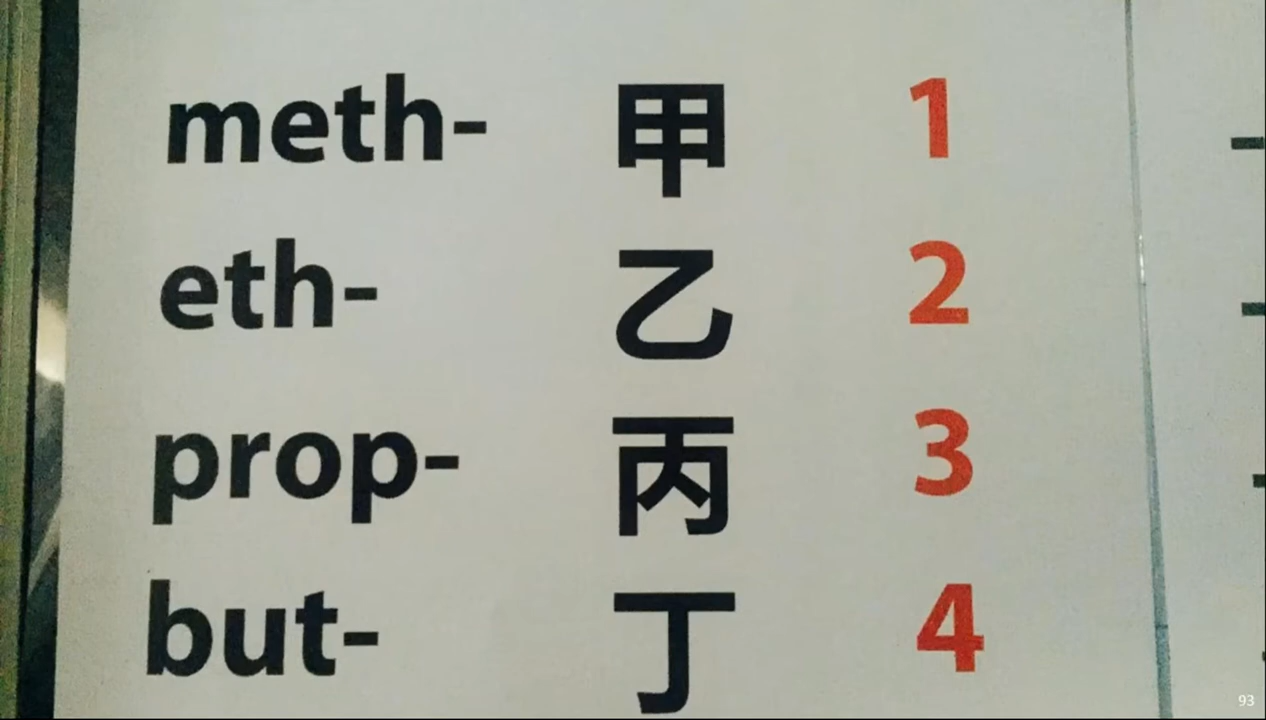 meth- 甲 1
eth- 乙 2
prop- 丙 3
but- 丁 4
93